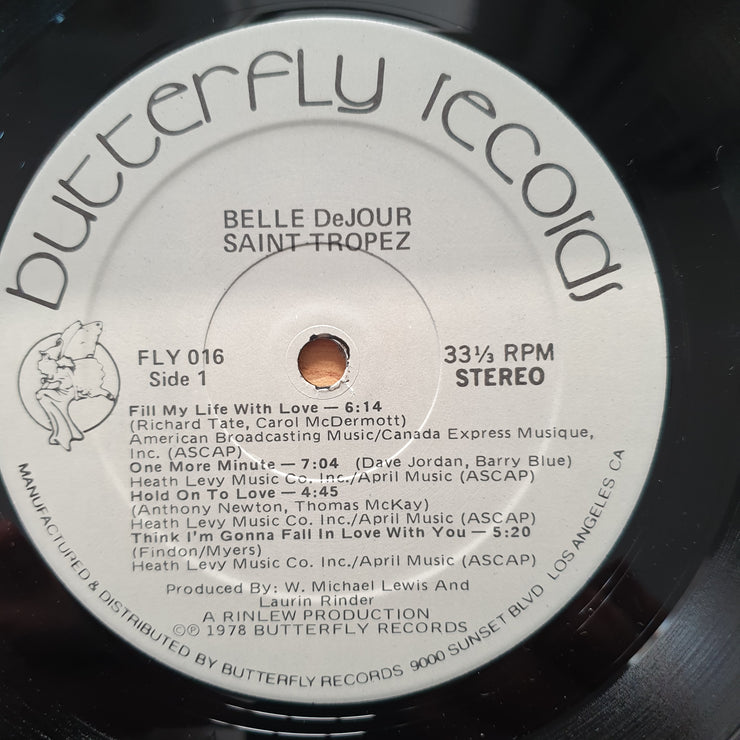 butterfly records
BELLE DeJOUR
SAINT TROPEZ
FLY 016
Side 1
33⅓ RPM
STEREO
Fill My Life With Love — 6:14
(Richard Tate, Carol McDermott)
American Broadcasting Music/Canada Express Musique,
Inc. (ASCAP)
One More Minute — 7:04 (Dave Jordan, Barry Blue)
Heath Levy Music Co. Inc./April Music (ASCAP)
Hold On To Love — 4:45
(Anthony Newton, Thomas McKay)
Heath Levy Music Co. Inc./April Music (ASCAP)
Think I'm Gonna Fall In Love With You — 5:20
(Findon/Myers)
Heath Levy Music Co. Inc./April Music (ASCAP)
Produced By: W. Michael Lewis And
Laurin Rinder
A RINLEW PRODUCTION
©℗ 1978 BUTTERFLY RECORDS
MANUFACTURED & DISTRIBUTED BY BUTTERFLY RECORDS 9000 SUNSET BLVD LOS ANGELES CA